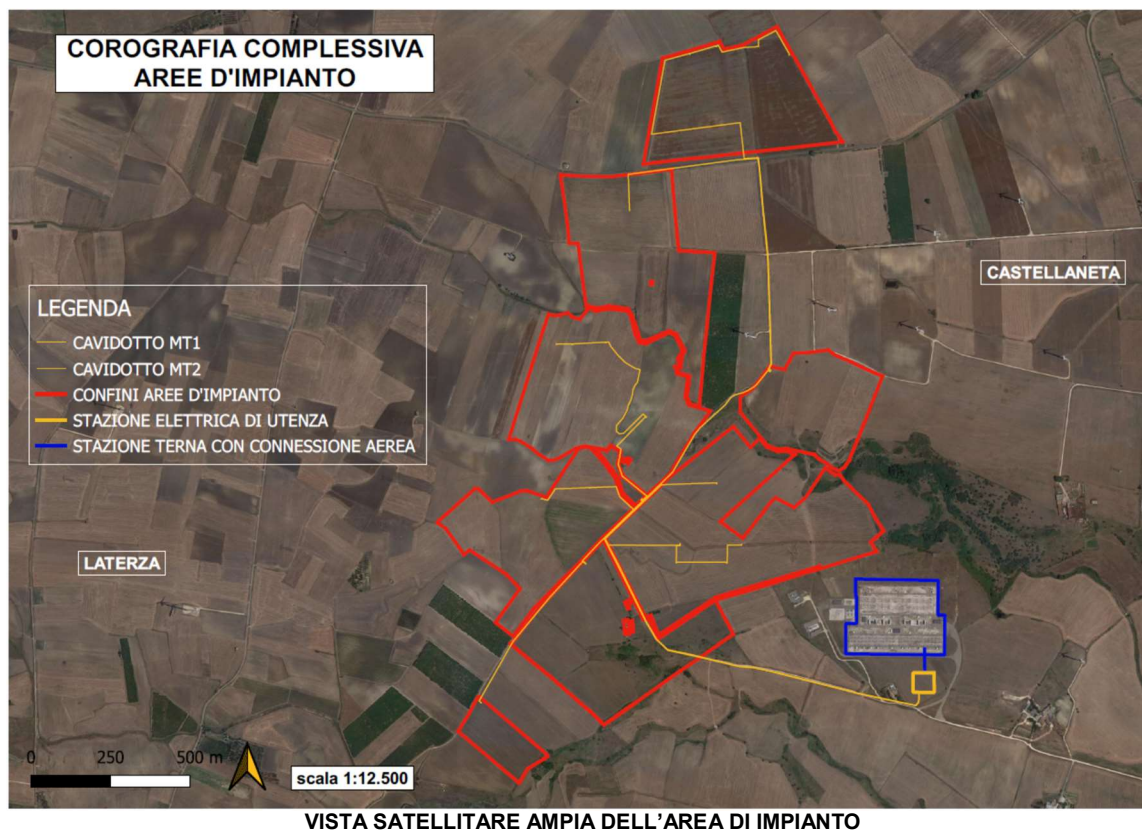 COROGRAFIA COMPLESSIVA
AREE D'IMPIANTO
CASTELLANETA
LEGENDA
CAVIDOTTO MT1
CAVIDOTTO MT2
CONFINI AREE D'IMPIANTO
STAZIONE ELETTRICA DI UTENZA
STAZIONE TERNA CON CONNESSIONE AEREA
LATERZA
0 250 500 m
scala 1:12.500
VISTA SATELLITARE AMPIA DELL'AREA DI IMPIANTO